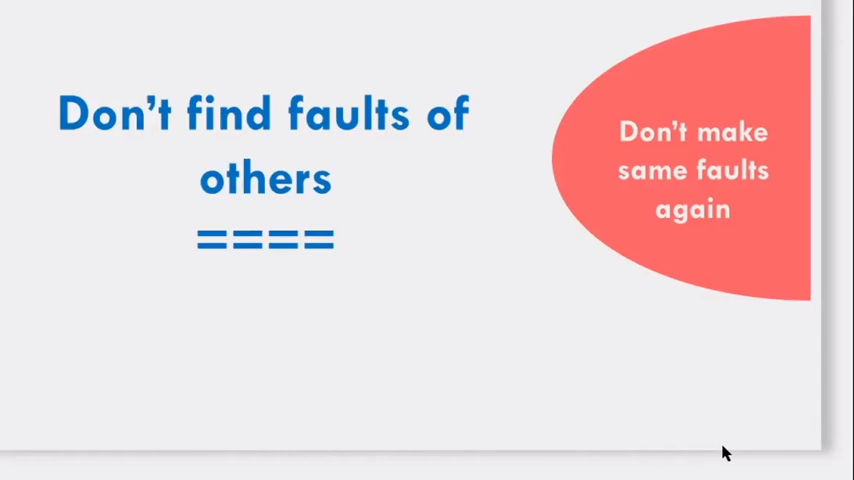 Don't find faults of
others
====
Don't make
same faults
again